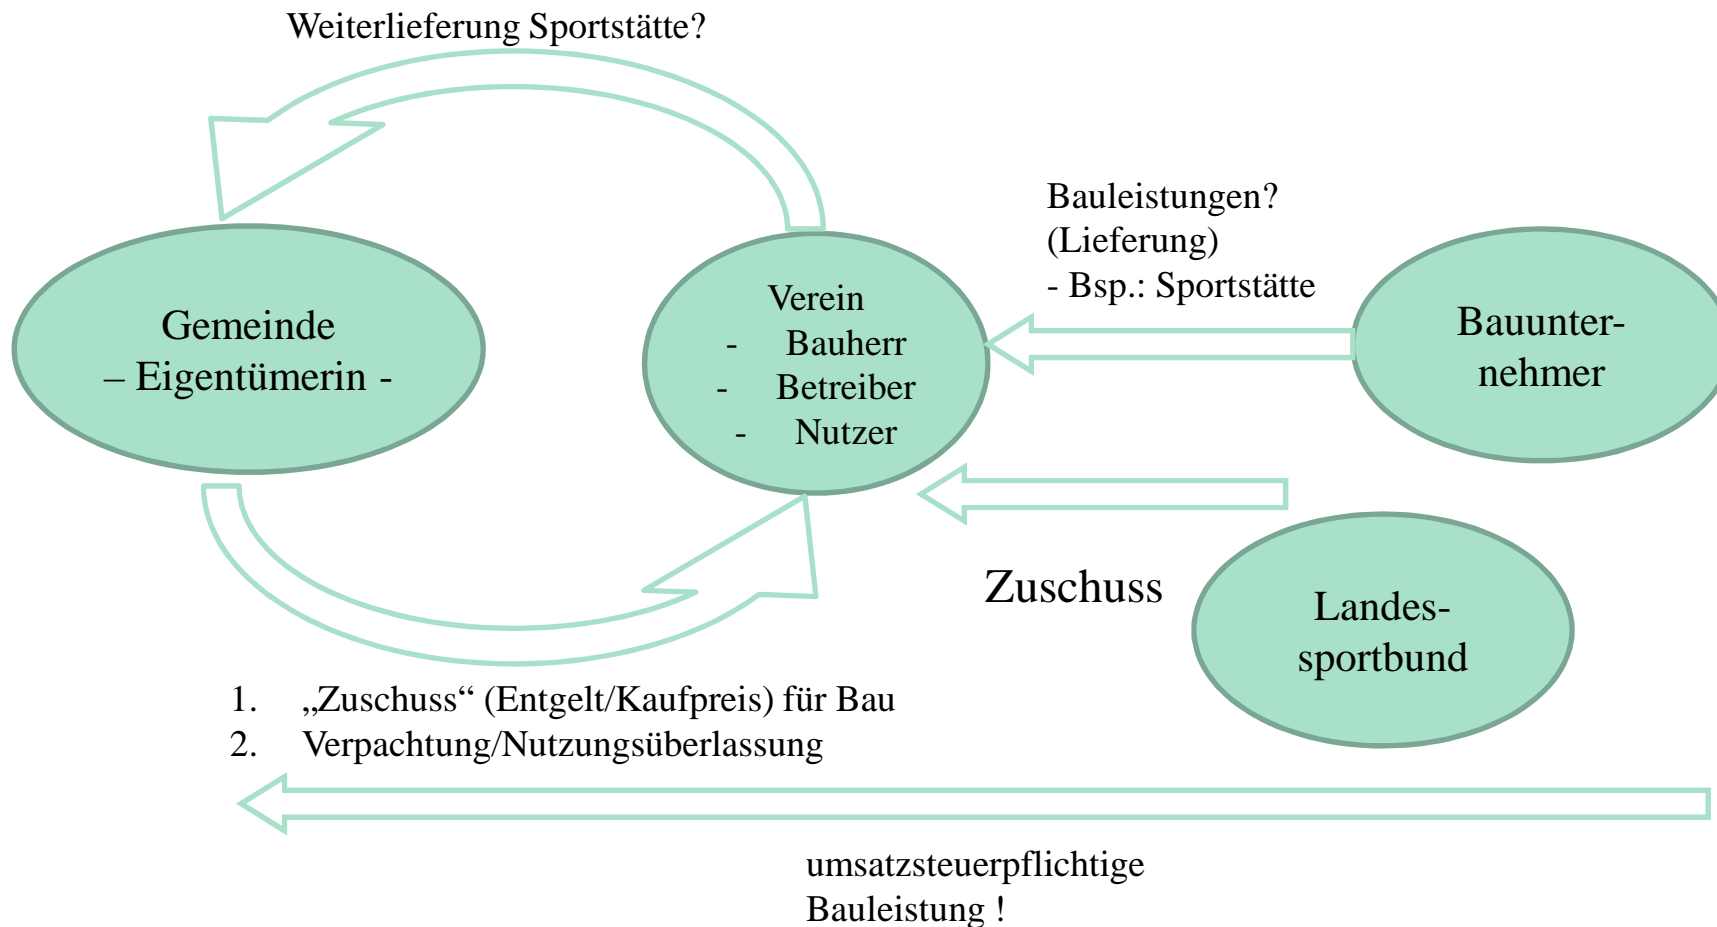 Weiterlieferung Sportstätte?
Gemeinde
– Eigentümerin -
Verein
- Bauherr
- Betreiber
- Nutzer
Bauleistungen?
(Lieferung)
- Bsp.: Sportstätte
Bauunter-
nehmer
Zuschuss
Landes-
sportbund
1. „Zuschuss“ (Entgelt/Kaufpreis) für Bau
2. Verpachtung/Nutzungsüberlassung
umsatzsteuerpflichtige
Bauleistung !